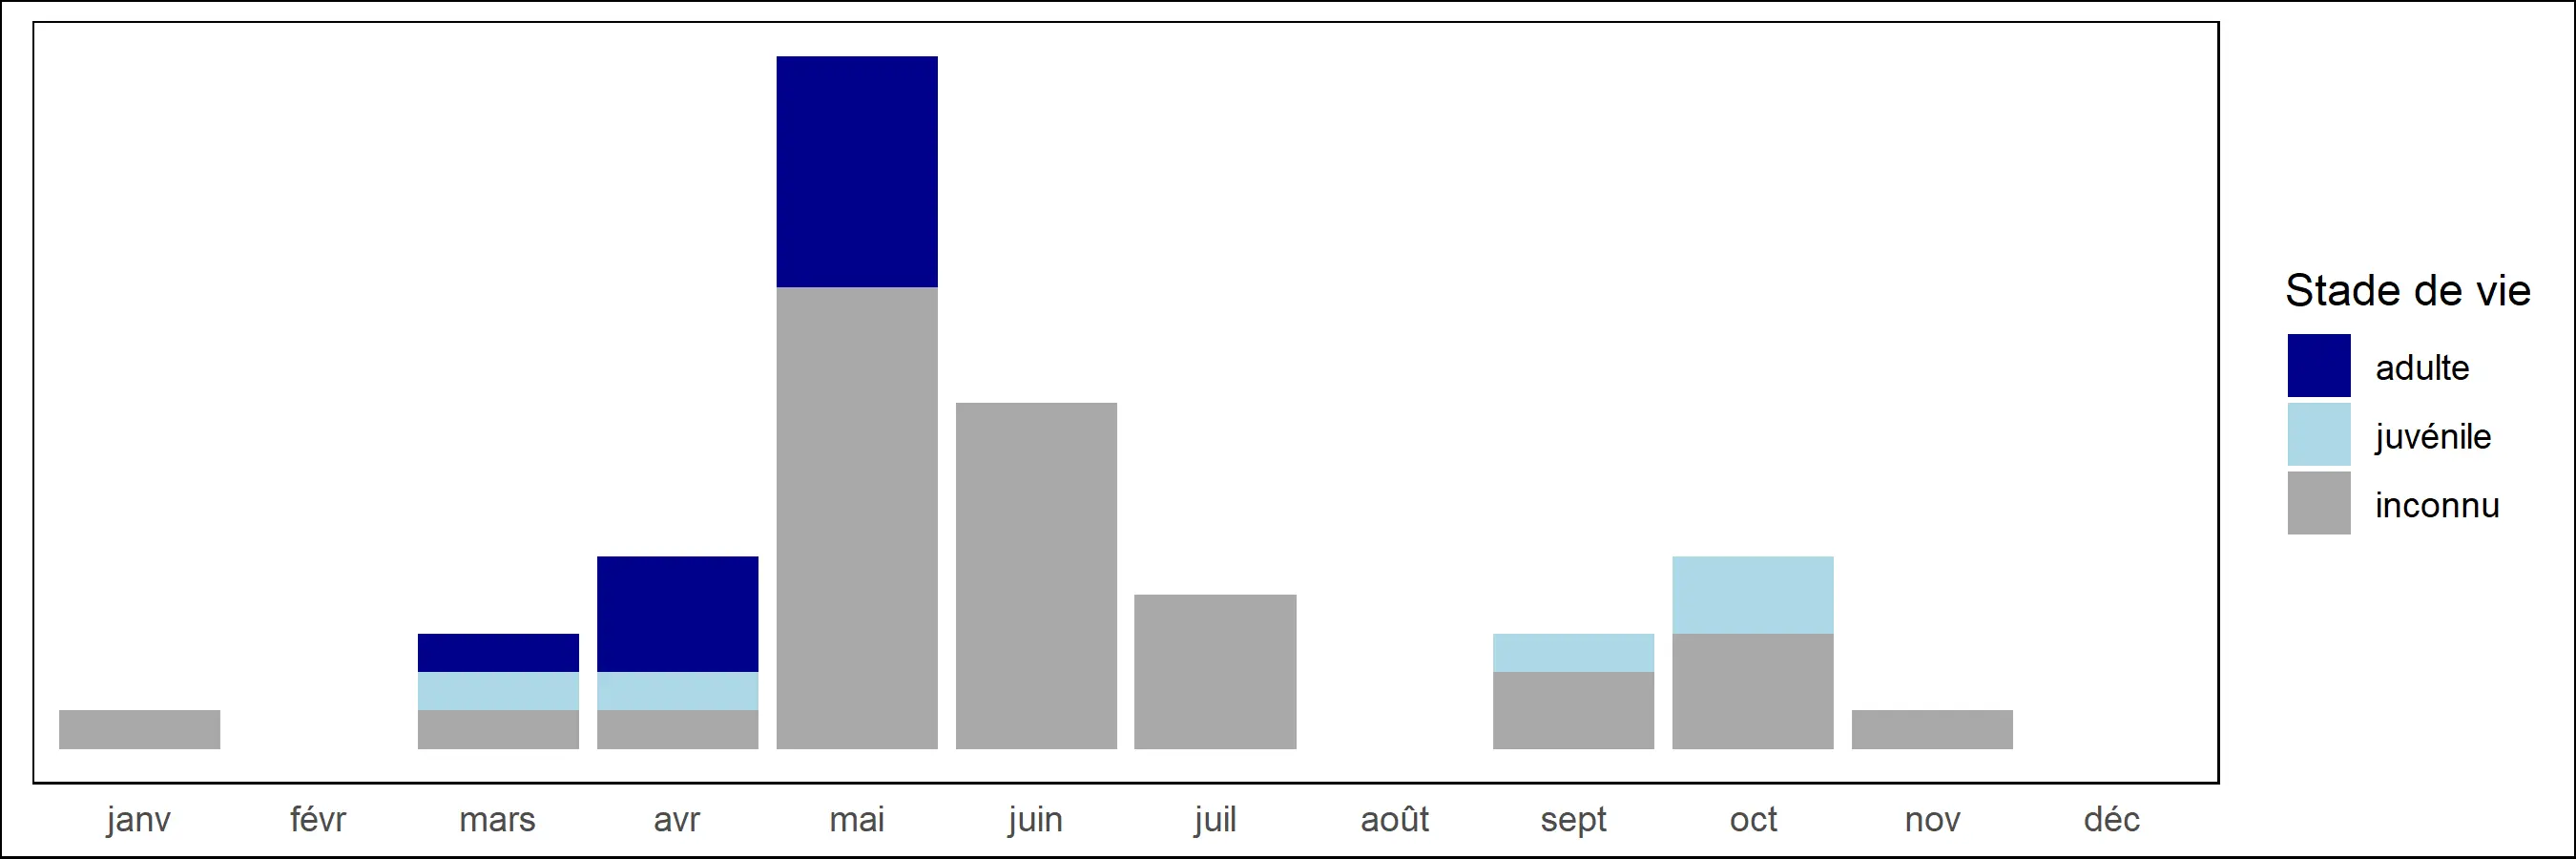 Stade de vie
adulte
juvénile
inconnu
janv févr mars avr mai juin juil août sept oct nov déc